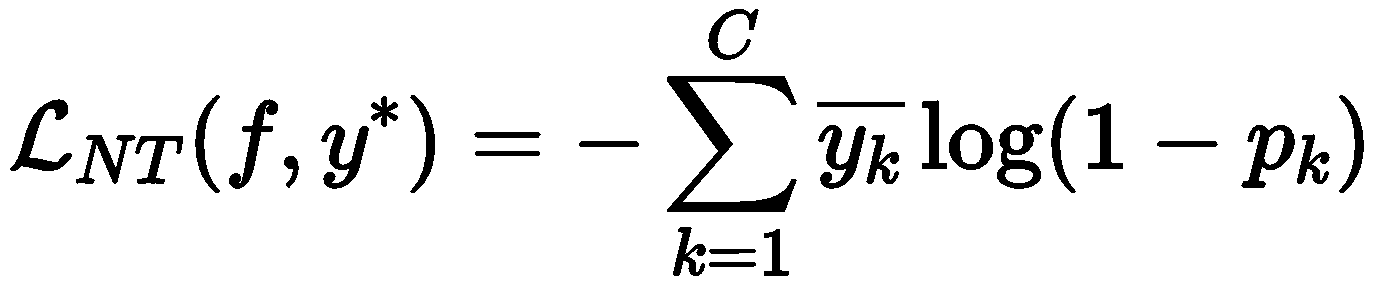 $\mathcal{L}_{NT}(f, y^*) = -\sum_{k=1}^{C} \overline{y_k} \log(1 - p_k)$